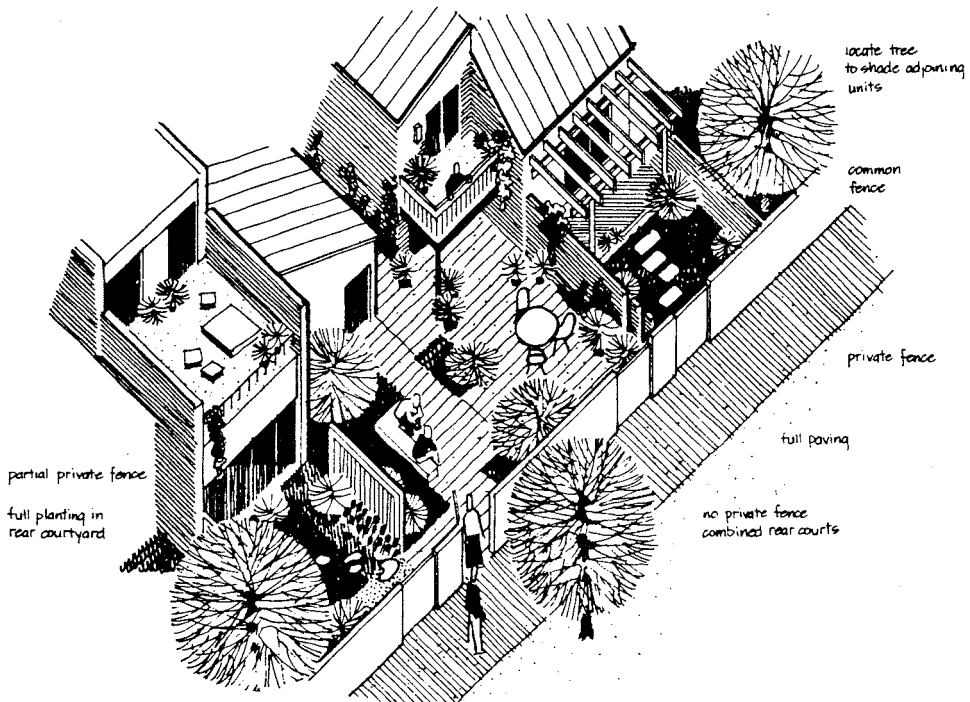 locate tree
to shade adjoining
units
common
fence
private fence
full paving
partial private fence
full planting in
rear courtyard
no private fence
combined rear courts